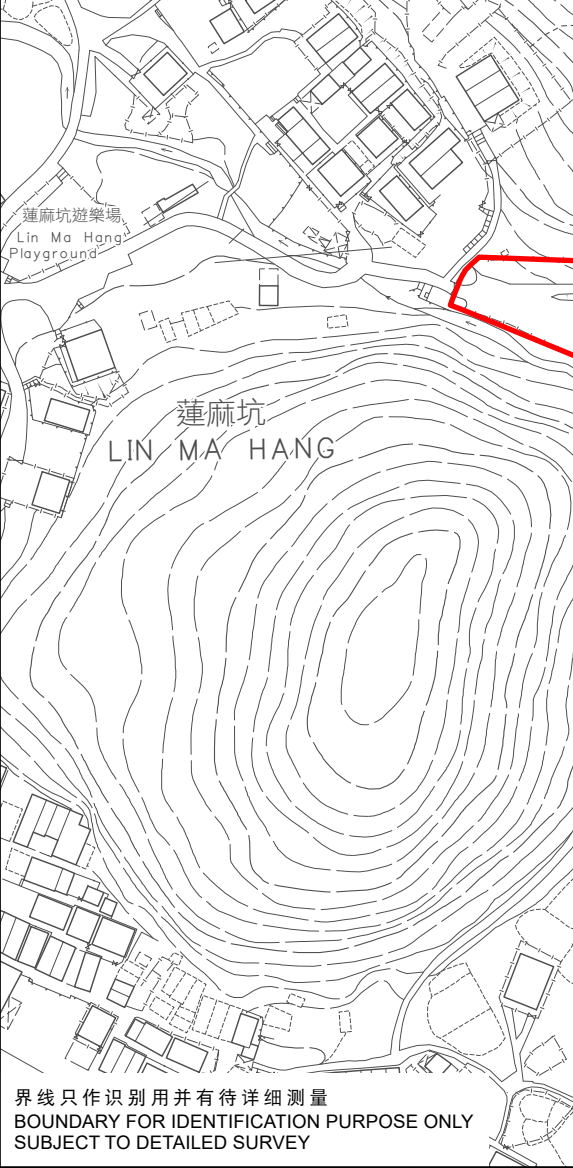 蓮麻坑遊樂場
Lin Ma Hang
Playground
蓮麻坑
LIN MA HANG
界线只作识别用并有待详细测量
BOUNDARY FOR IDENTIFICATION PURPOSE ONLY
SUBJECT TO DETAILED SURVEY